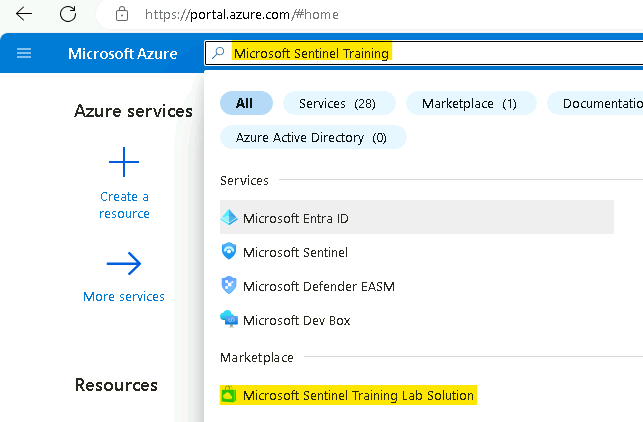 https://portal.azure.com/#home
Microsoft Azure
Microsoft Sentinel Training
All
Services (28)
Marketplace (1)
Documentatio
Azure Active Directory (0)
Azure services
Create a
resource
More services
Resources
Services
Microsoft Entra ID
Microsoft Sentinel
Microsoft Defender EASM
Microsoft Dev Box
Marketplace
Microsoft Sentinel Training Lab Solution